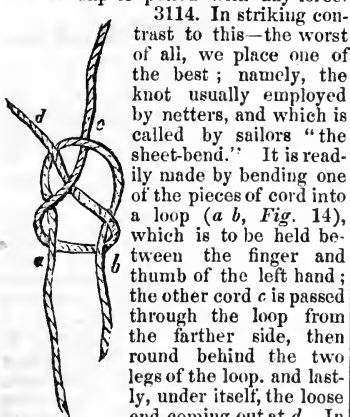 3114. In striking con-
trast to this—the worst
of all, we place one of
the best ; namely, the
knot usually employed
by netters, and which is
called by sailors "the
sheet-bend." It is read-
ily made by bending one
of the pieces of cord into
a loop (a b, Fig. 14),
which is to be held be-
tween the finger and
thumb of the left hand ;
the other cord c is passed
through the loop from
the farther side, then
round behind the two
legs of the loop. and last-
ly, under itself, the loose
end coming out at d. In
d
c
a
b